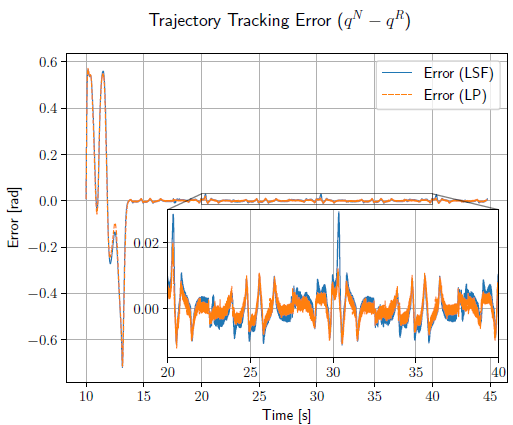 Trajectory Tracking Error (q^N − q^R)
Error (LSF)
Error (LP)
Error [rad]
0.6
0.4
0.2
0.0
−0.2
−0.4
−0.6
0.02
0.00
20 25 30 35 40
10 15 20 25 30 35 40 45
Time [s]